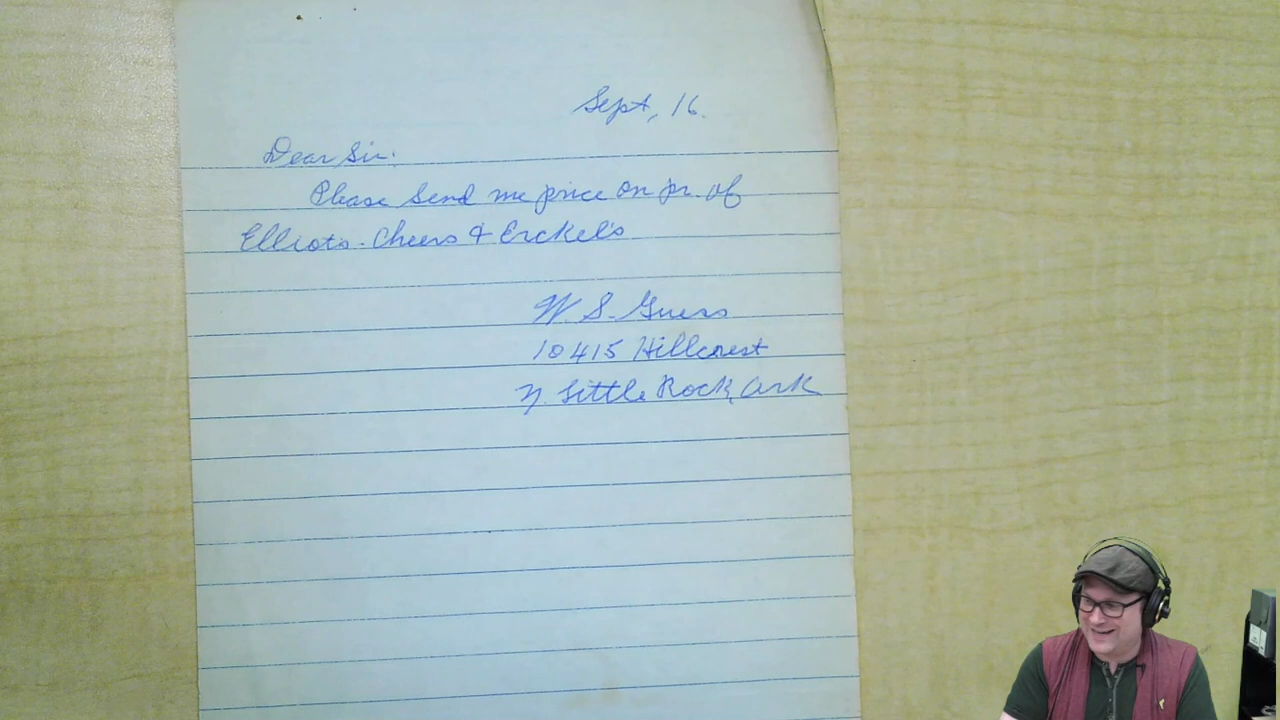 Sept, 16.
Dear Sir:
Please send me price on pr. of
Elliots - Cheers & Erckel's
W. S. Guess
10415 Hillcrest
N. Little Rock, Ark